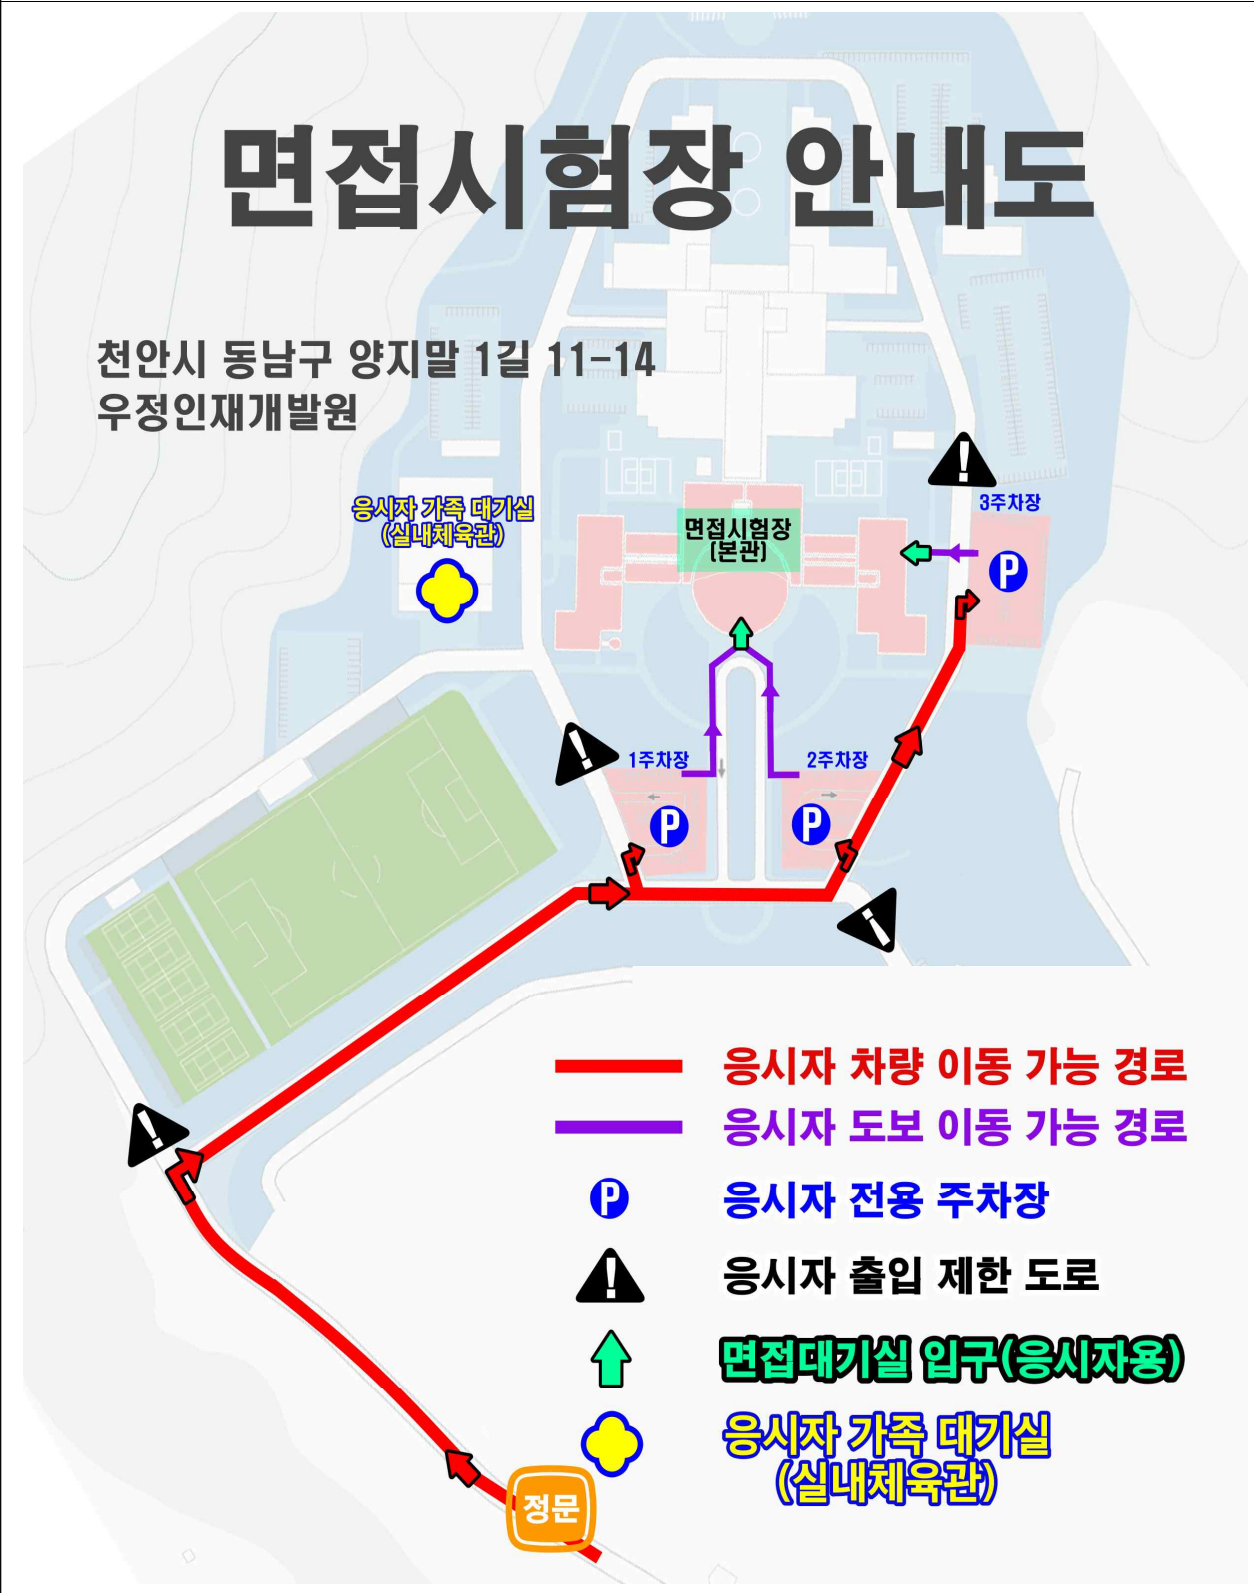 면접시험장 안내도
천안시 동남구 양지말 1길 11-14
우정인재개발원
응시자 가족 대기실
(실내체육관)
면접시험장
(본관)
3주차장
P
1주차장
2주차장
P
P
응시자 차량 이동 가능 경로
응시자 도보 이동 가능 경로
P
응시자 전용 주차장
!
응시자 출입 제한 도로
면접대기실 입구(응시자용)
응시자 가족 대기실
(실내체육관)
정문